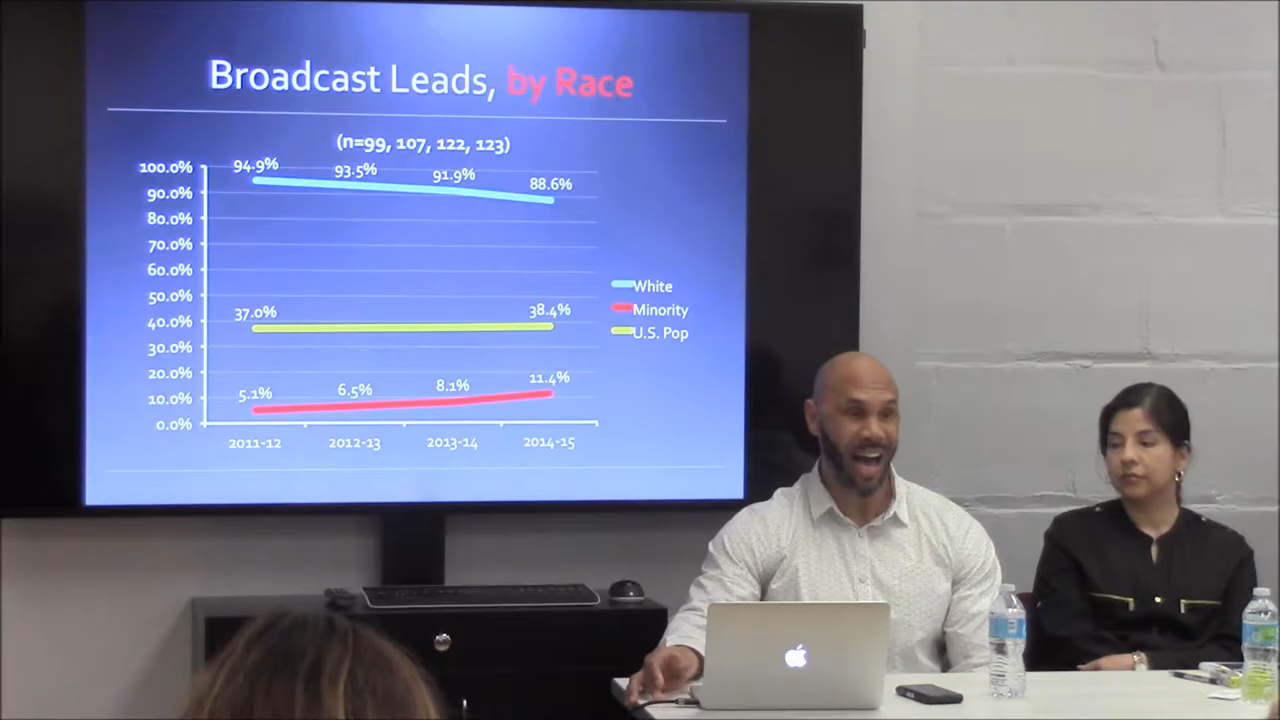 Broadcast Leads, by Race
(n=99, 107, 122, 123)
100.0%
90.0%
80.0%
70.0%
60.0%
50.0%
40.0%
30.0%
20.0%
10.0%
0.0%
94.9% 93.5% 91.9% 88.6%
37.0% 38.4%
5.1% 6.5% 8.1% 11.4%
2011-12 2012-13 2013-14 2014-15
White
Minority
U.S. Pop